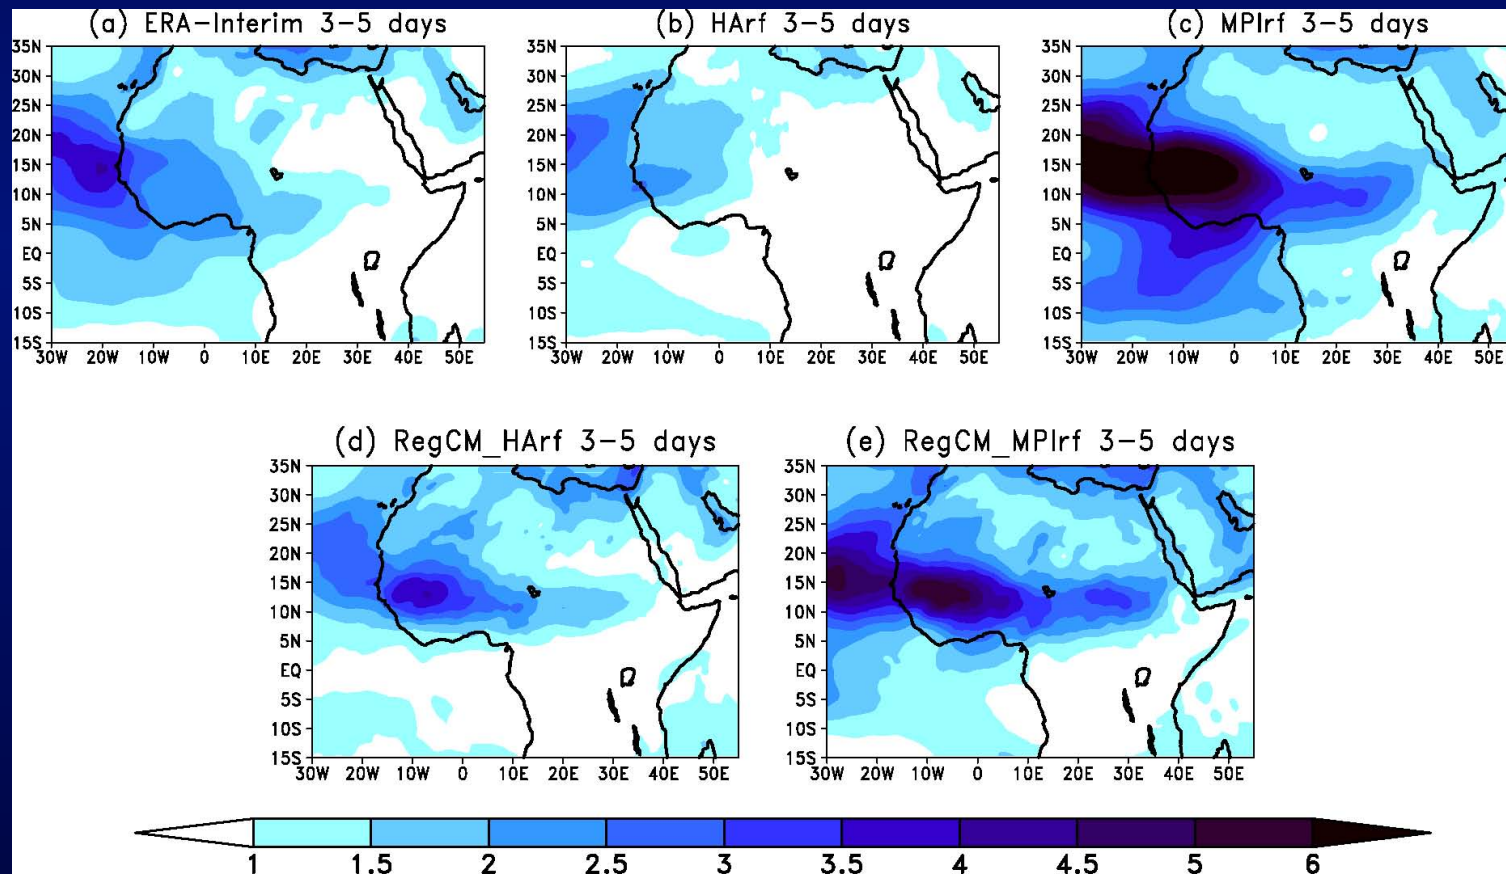 (a) ERA-Interim 3-5 days
(b) HArf 3-5 days
(c) MPIrf 3-5 days
35N
30N
25N
20N
15N
10N
5N
EQ
5S
10S
15S
30W 20W 10W 0 10E 20E 30E 40E 50E
35N
30N
25N
20N
15N
10N
5N
EQ
5S
10S
15S
30W 20W 10W 0 10E 20E 30E 40E 50E
35N
30N
25N
20N
15N
10N
5N
EQ
5S
10S
15S
30W 20W 10W 0 10E 20E 30E 40E 50E
(d) RegCM_HArf 3-5 days
(e) RegCM_MPIrf 3-5 days
35N
30N
25N
20N
15N
10N
5N
EQ
5S
10S
15S
30W 20W 10W 0 10E 20E 30E 40E 50E
35N
30N
25N
20N
15N
10N
5N
EQ
5S
10S
15S
30W 20W 10W 0 10E 20E 30E 40E 50E
1 1.5 2 2.5 3 3.5 4 4.5 5 6